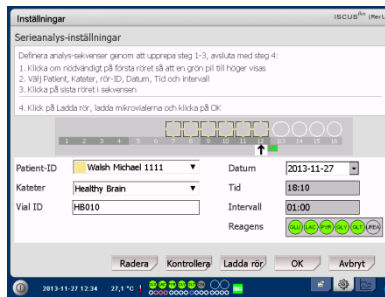 Inställningar
ISCUS
Serieanalys-inställningar
Definera analys-sekvenser genom att upprepa steg 1-3, avsluta med steg 4:
1. Klicka om nödvändigt på första röret så att en grön pil till höger visas
2. Välj Patient, Kateter, rör-ID, Datum, Tid och Intervall
3. Klicka på sista röret i sekvensen
4. Klick på Ladda rör, ladda mikrovialerna och klicka på OK
1 2 3 4 5 6 7 8 9 10 11 12 13 14 15 16
Patient-ID Walsh Michael 1111 Datum 2013-11-27
Kateter Healthy Brain Tid 18:10
Vial ID HB010 Intervall 01:00
Reagens GLU LAC PYR GLY GLT UREA
Radera Kontrollera Ladda rör OK Avbryt
2013-11-27 12:34 27,1 °C !